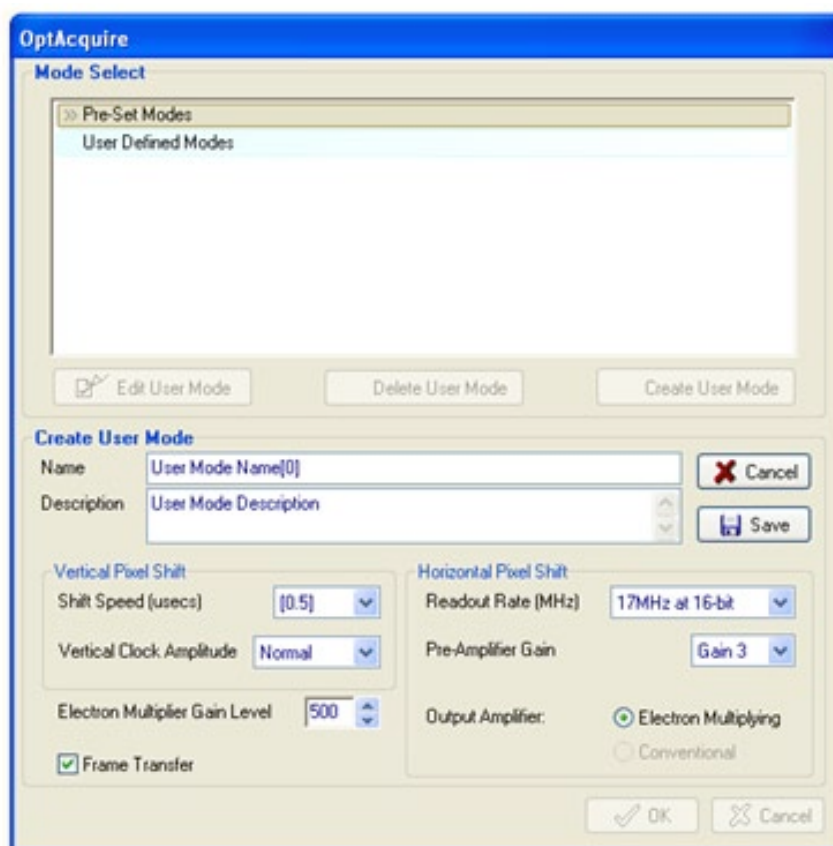 OptAcquire
Mode Select
Pre-Set Modes
User Defined Modes
Edit User Mode
Delete User Mode
Create User Mode
Create User Mode
Name
User Mode Name[0]
Cancel
Description
User Mode Description
Save
Vertical Pixel Shift
Shift Speed (usecs)
[0.5]
Vertical Clock Amplitude
Normal
Electron Multiplier Gain Level
500
Frame Transfer
Horizontal Pixel Shift
Readout Rate (MHz)
17MHz at 16-bit
Pre-Amplifier Gain
Gain 3
Output Amplifier:
Electron Multiplying
Conventional
OK
Cancel